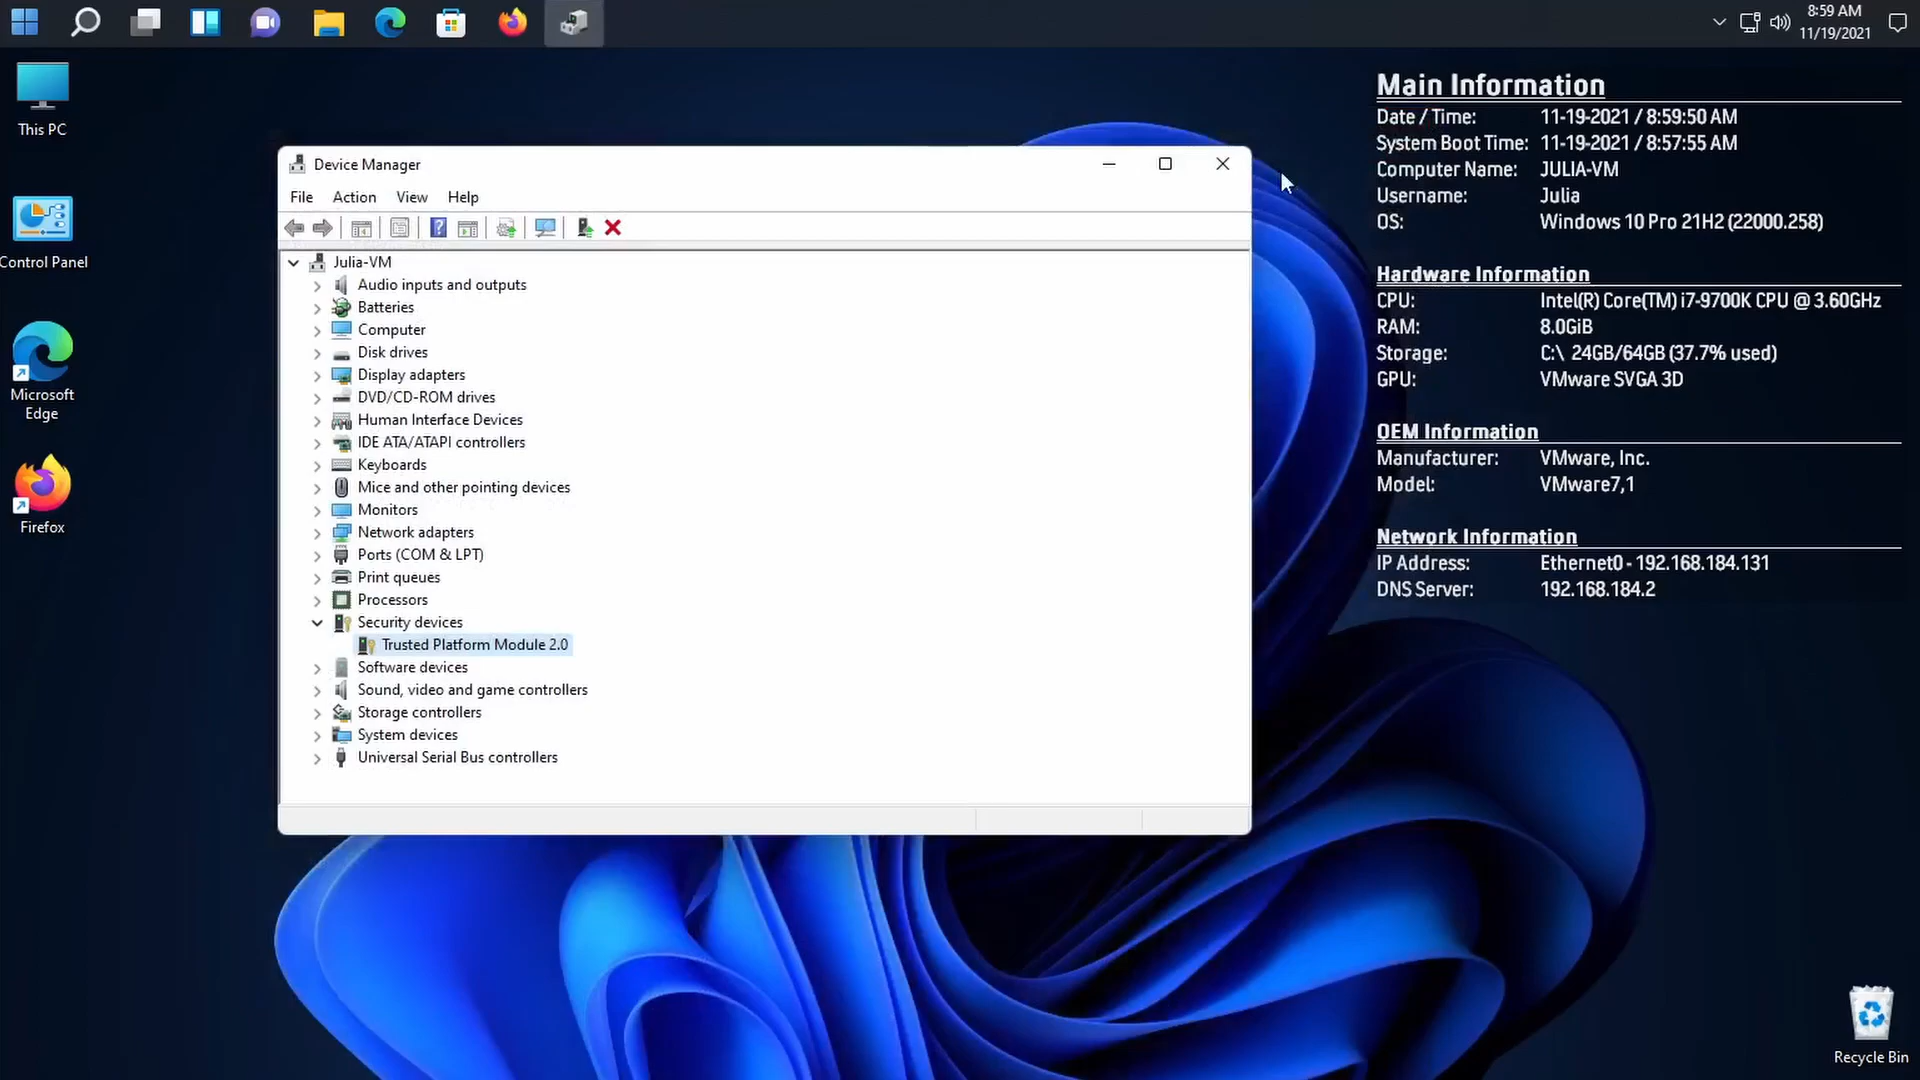 8:59 AM
11/19/2021
This PC
Control Panel
Microsoft
Edge
Firefox
Device Manager
File Action View Help
Julia-VM
Audio inputs and outputs
Batteries
Computer
Disk drives
Display adapters
DVD/CD-ROM drives
Human Interface Devices
IDE ATA/ATAPI controllers
Keyboards
Mice and other pointing devices
Monitors
Network adapters
Ports (COM & LPT)
Print queues
Processors
Security devices
Trusted Platform Module 2.0
Software devices
Sound, video and game controllers
Storage controllers
System devices
Universal Serial Bus controllers
Main Information
Date / Time: 11-19-2021 / 8:59:50 AM
System Boot Time: 11-19-2021 / 8:57:55 AM
Computer Name: JULIA-VM
Username: Julia
OS: Windows 10 Pro 21H2 (22000.258)
Hardware Information
CPU: Intel(R) Core(TM) i7-9700K CPU @ 3.60GHz
RAM: 8.0GiB
Storage: C:\ 24GB/64GB (37.7% used)
GPU: VMware SVGA 3D
OEM Information
Manufacturer: VMware, Inc.
Model: VMware7,1
Network Information
IP Address: Ethernet0 - 192.168.184.131
DNS Server: 192.168.184.2
Recycle Bin